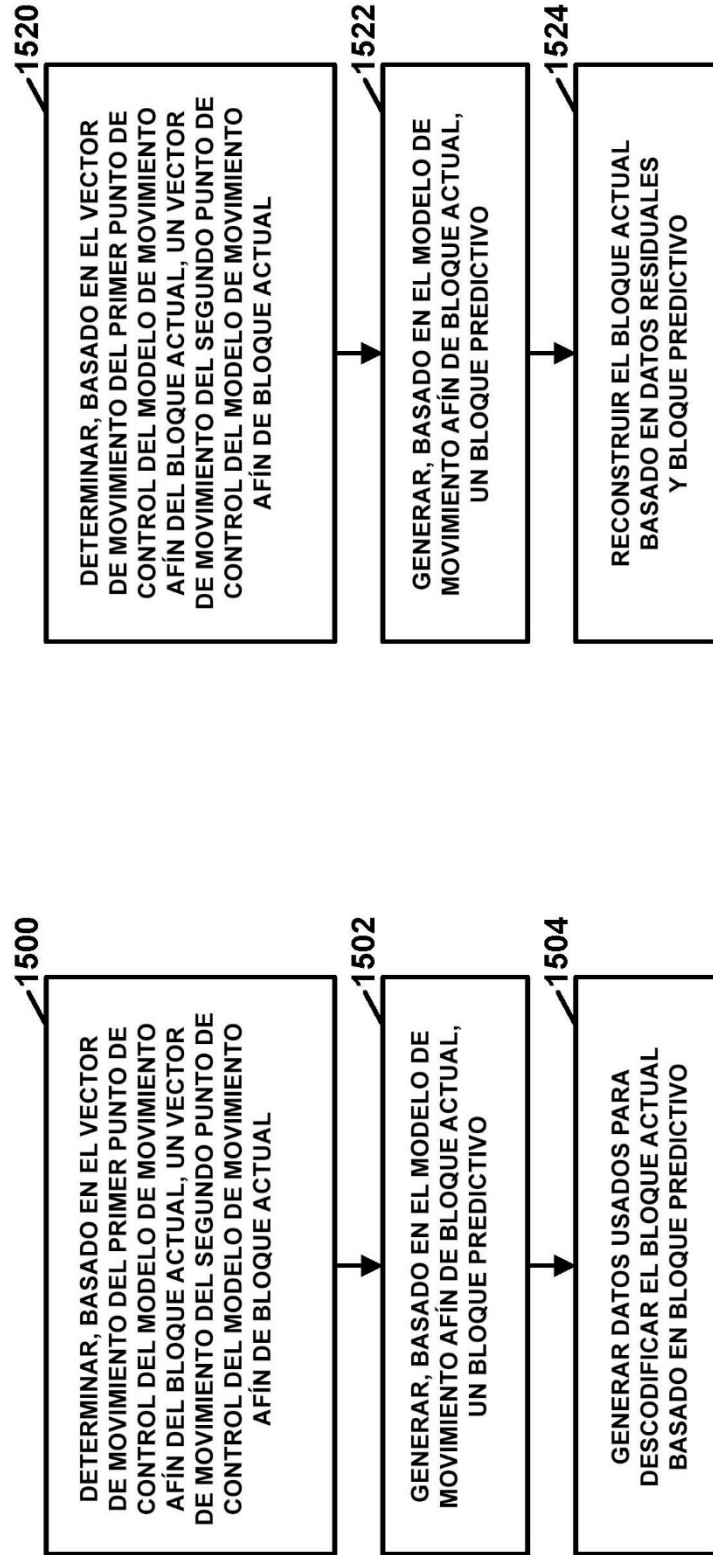 1500
DETERMINAR, BASADO EN EL VECTOR
DE MOVIMIENTO DEL PRIMER PUNTO DE
CONTROL DEL MODELO DE MOVIMIENTO
AFÍN DEL BLOQUE ACTUAL, UN VECTOR
DE MOVIMIENTO DEL SEGUNDO PUNTO DE
CONTROL DEL MODELO DE MOVIMIENTO
AFÍN DE BLOQUE ACTUAL
1502
GENERAR, BASADO EN EL MODELO DE
MOVIMIENTO AFÍN DE BLOQUE ACTUAL,
UN BLOQUE PREDICTIVO
1504
GENERAR DATOS USADOS PARA
DESCODIFICAR EL BLOQUE ACTUAL
BASADO EN BLOQUE PREDICTIVO
1520
DETERMINAR, BASADO EN EL VECTOR
DE MOVIMIENTO DEL PRIMER PUNTO DE
CONTROL DEL MODELO DE MOVIMIENTO
AFÍN DEL BLOQUE ACTUAL, UN VECTOR
DE MOVIMIENTO DEL SEGUNDO PUNTO DE
CONTROL DEL MODELO DE MOVIMIENTO
AFÍN DE BLOQUE ACTUAL
1522
GENERAR, BASADO EN EL MODELO DE
MOVIMIENTO AFÍN DE BLOQUE ACTUAL,
UN BLOQUE PREDICTIVO
1524
RECONSTRUIR EL BLOQUE ACTUAL
BASADO EN DATOS RESIDUALES
Y BLOQUE PREDICTIVO